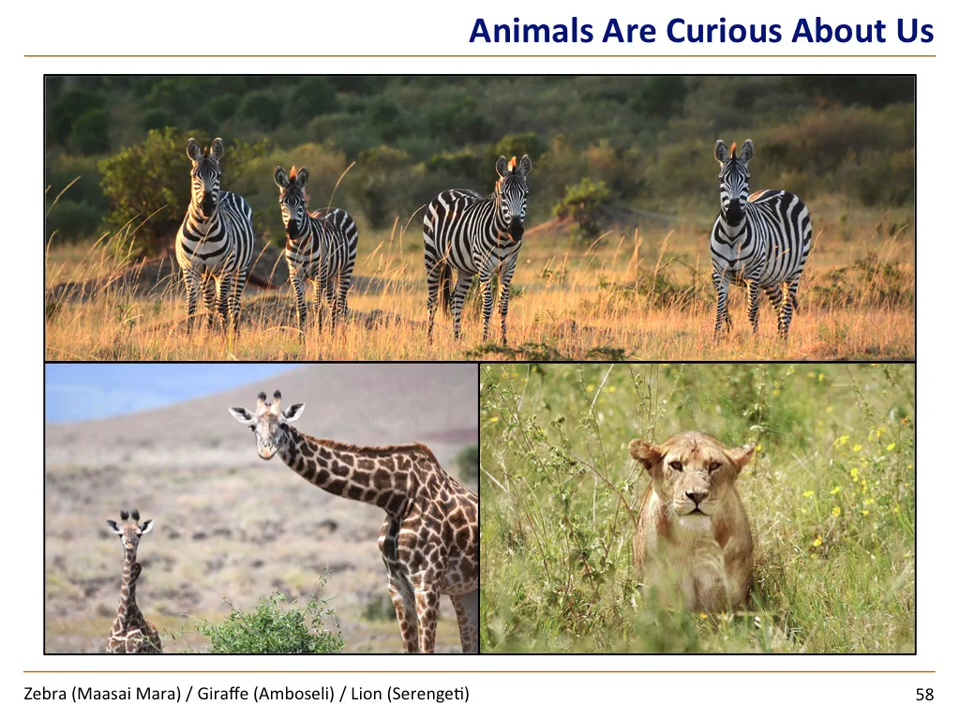 Animals Are Curious About Us
Zebra (Maasai Mara) / Giraffe (Amboseli) / Lion (Serengeti)
58